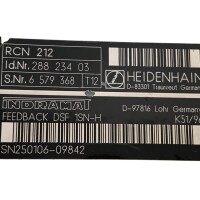 RCN 212
Id.Nr. 288 234 03
S.Nr. 6 579 368 T12
HEIDENHAIN
D-83301 Traunreut Germany
INDRAMAT
D-97816 Lohr Germany
FEEDBACK DSF 1SN-H
K51/96
SN250106-09842